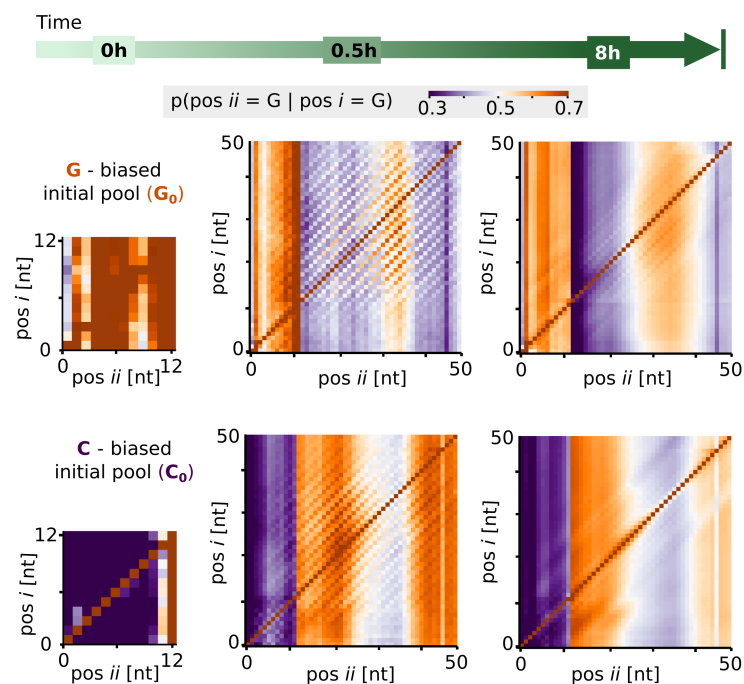 Time
0h 0.5h 8h
p(pos ii = G | pos i = G)
0.3 0.5 0.7
G - biased
initial pool (G₀)
12
0
pos i [nt]
0 12
pos ii [nt]
50
0
pos i [nt]
0 50
pos ii [nt]
50
0
pos i [nt]
0 50
pos ii [nt]
C - biased
initial pool (C₀)
12
0
pos i [nt]
0 12
pos ii [nt]
50
0
pos i [nt]
0 50
pos ii [nt]
50
0
pos i [nt]
0 50
pos ii [nt]